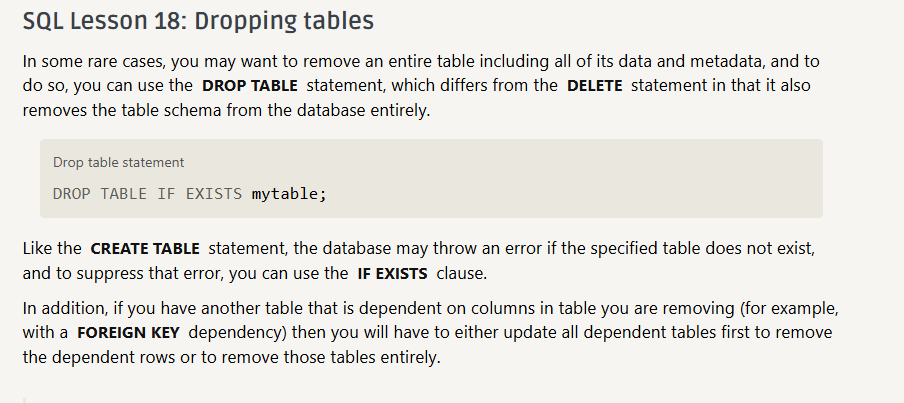 SQL Lesson 18: Dropping tables
In some rare cases, you may want to remove an entire table including all of its data and metadata, and to
do so, you can use the DROP TABLE statement, which differs from the DELETE statement in that it also
removes the table schema from the database entirely.
Drop table statement
DROP TABLE IF EXISTS mytable;
Like the CREATE TABLE statement, the database may throw an error if the specified table does not exist,
and to suppress that error, you can use the IF EXISTS clause.
In addition, if you have another table that is dependent on columns in table you are removing (for example,
with a FOREIGN KEY dependency) then you will have to either update all dependent tables first to remove
the dependent rows or to remove those tables entirely.